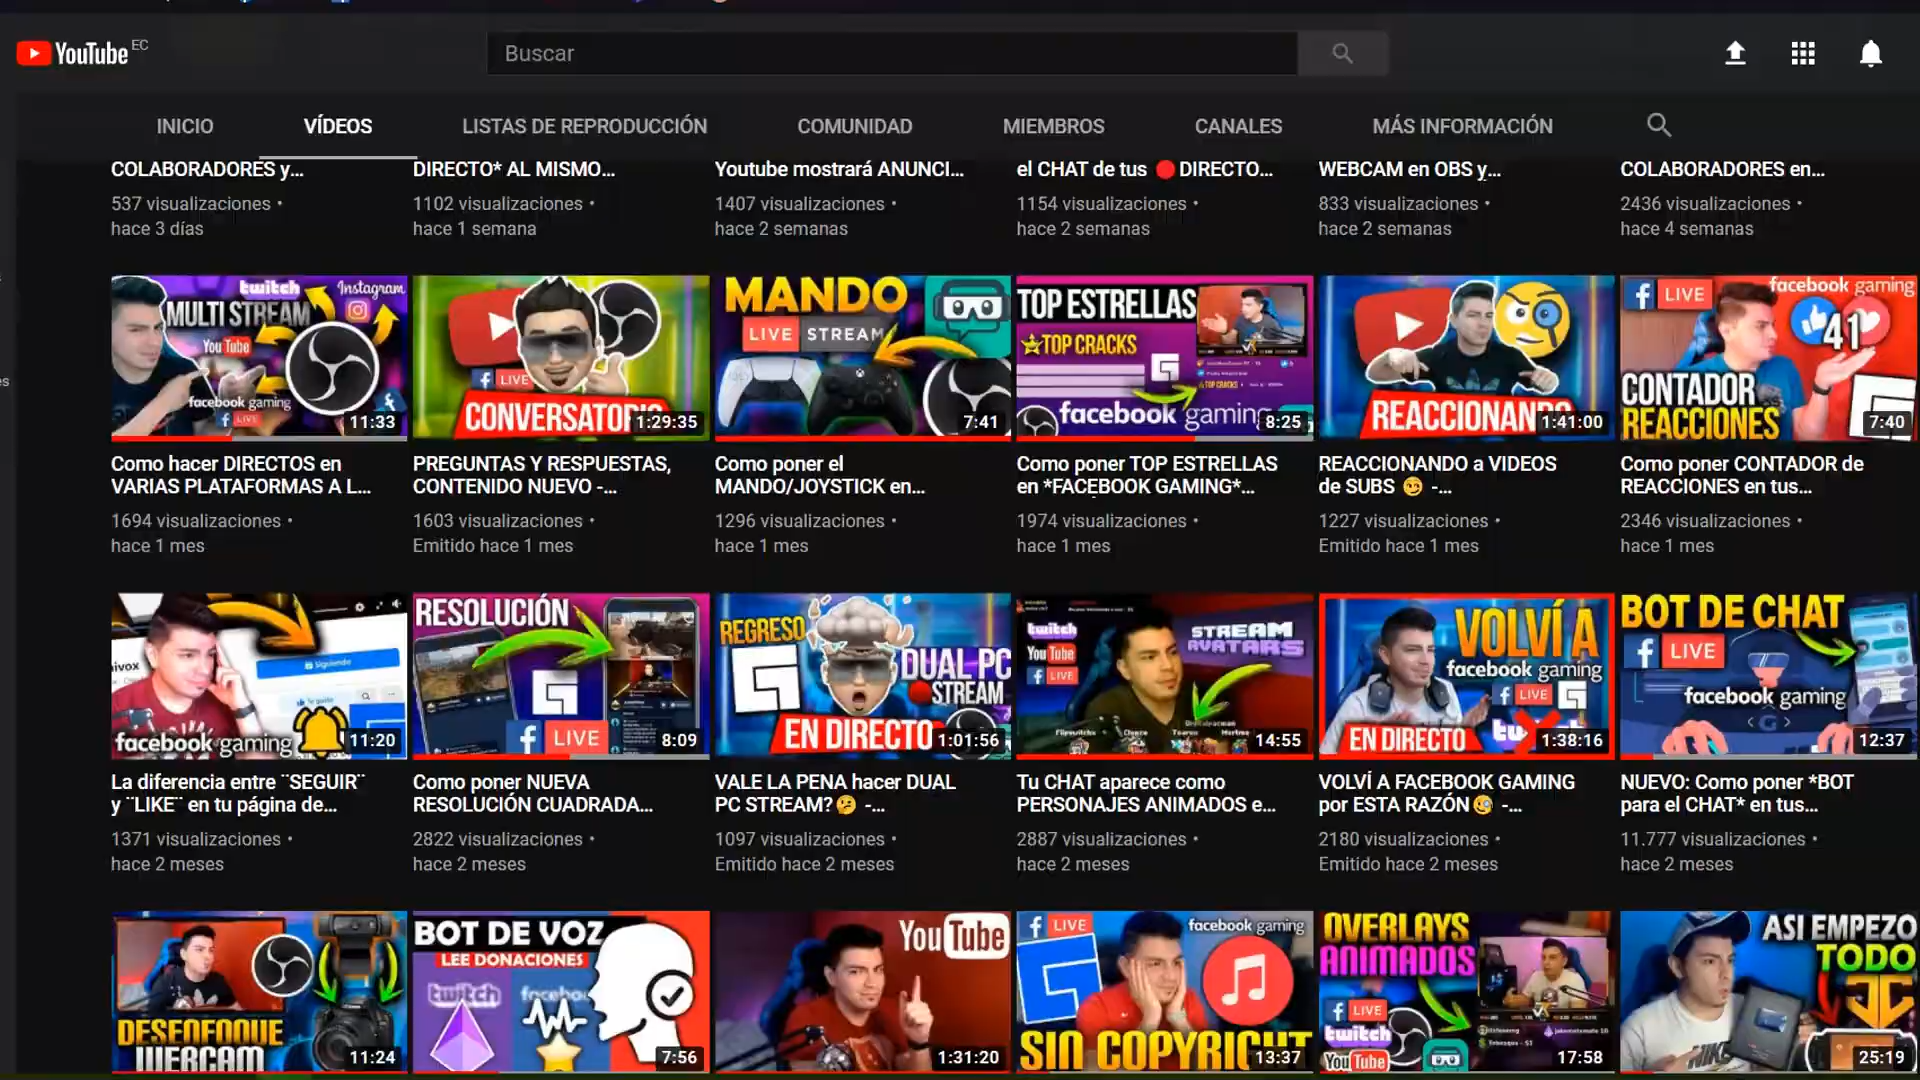 YouTube EC
Buscar
INICIO
VÍDEOS
LISTAS DE REPRODUCCIÓN
COMUNIDAD
MIEMBROS
CANALES
MÁS INFORMACIÓN
COLABORADORES y...
537 visualizaciones •
hace 3 días
DIRECTO* AL MISMO...
1102 visualizaciones •
hace 1 semana
Youtube mostrará ANUNCI...
1407 visualizaciones •
hace 2 semanas
el CHAT de tus 🔴DIRECTO...
1154 visualizaciones •
hace 2 semanas
WEBCAM en OBS y...
833 visualizaciones •
hace 2 semanas
COLABORADORES en...
2436 visualizaciones •
hace 4 semanas
twitch
Instagram
MULTI STREAM
YouTube
facebook gaming
LIVE
11:33
Como hacer DIRECTOS en
VARIAS PLATAFORMAS A L...
1694 visualizaciones •
hace 1 mes
LIVE
CONVERSATORIO
1:29:35
PREGUNTAS Y RESPUESTAS,
CONTENIDO NUEVO -...
1603 visualizaciones •
Emitido hace 1 mes
MANDO
LIVE STREAM
7:41
Como poner el
MANDO/JOYSTICK en...
1296 visualizaciones •
hace 1 mes
TOP ESTRELLAS
TOP CRACKS
TOP CRACKS
facebook gaming
8:25
Como poner TOP ESTRELLAS
en *FACEBOOK GAMING*...
1974 visualizaciones •
hace 1 mes
REACCIONANDO
1:41:00
REACCIONANDO a VIDEOS
de SUBS 😏 -...
1227 visualizaciones •
Emitido hace 1 mes
LIVE
facebook gaming
41
CONTADOR
REACCIONES
7:40
Como poner CONTADOR de
REACCIONES en tus...
2346 visualizaciones •
hace 1 mes
Siguiendo
facebook gaming
11:20
La diferencia entre ¨SEGUIR¨
y ¨LIKE¨ en tu página de...
1371 visualizaciones •
hace 2 meses
RESOLUCIÓN
LIVE
8:09
Como poner NUEVA
RESOLUCIÓN CUADRADA...
2822 visualizaciones •
hace 2 meses
REGRESO
DUAL PC
STREAM
EN DIRECTO
1:01:56
VALE LA PENA hacer DUAL
PC STREAM?🤔 -...
1097 visualizaciones •
Emitido hace 2 meses
twitch
YouTube
LIVE
STREAM
AVATARS
14:55
Tu CHAT aparece como
PERSONAJES ANIMADOS e...
2887 visualizaciones •
hace 2 meses
VOLVÍ A
facebook gaming
LIVE
EN DIRECTO
1:38:16
VOLVÍ A FACEBOOK GAMING
por ESTA RAZÓN🧐 -...
2180 visualizaciones •
Emitido hace 2 meses
BOT DE CHAT
LIVE
facebook gaming
12:37
NUEVO: Como poner *BOT
para el CHAT* en tus...
11.777 visualizaciones •
hace 2 meses
DESENFOQUE
WEBCAM
11:24
BOT DE VOZ
LEE DONACIONES
twitch
7:56
YouTube
1:31:20
LIVE
facebook gaming
SIN COPYRIGHT
13:37
OVERLAYS
ANIMADOS
LIVE
twitch
YouTube
17:58
ASI EMPEZO
TODO
25:19